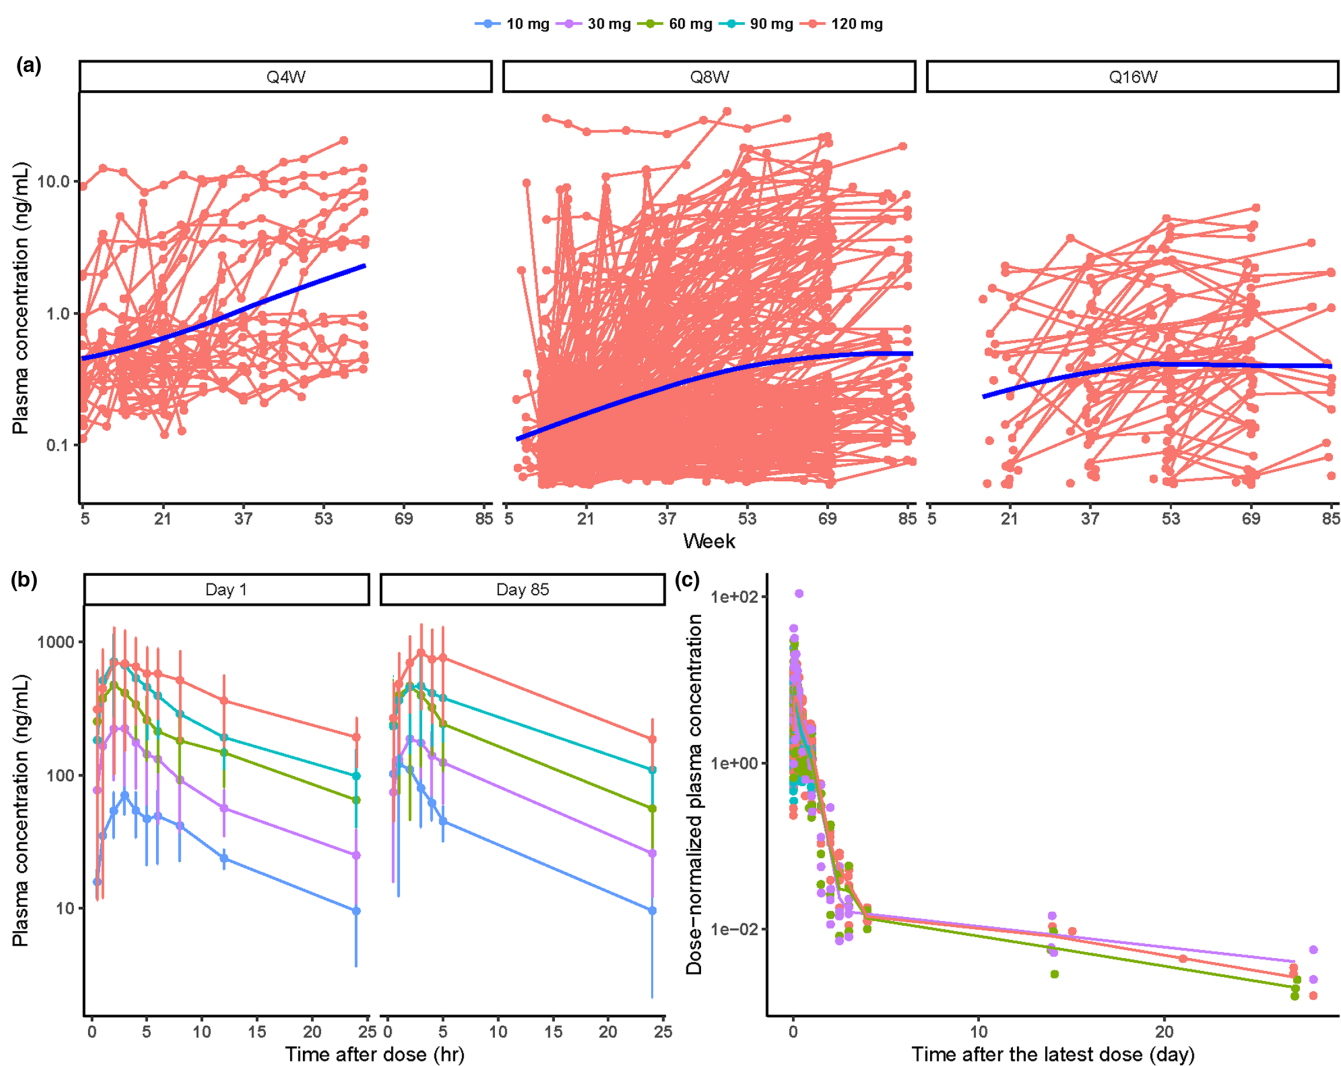 10 mg 30 mg 60 mg 90 mg 120 mg
(a)
Q4W Q8W Q16W
Plasma concentration (ng/mL)
10.0
1.0
0.1
5 21 37 53 69 85 5 21 37 53 69 85 5 21 37 53 69 85
Week
(b)
Day 1 Day 85
Plasma concentration (ng/mL)
1000
100
10
0 5 10 15 20 25 0 5 10 15 20 25
Time after dose (hr)
(c)
Dose−normalized plasma concentration
1e+02
1e+00
1e−02
0 10 20
Time after the latest dose (day)